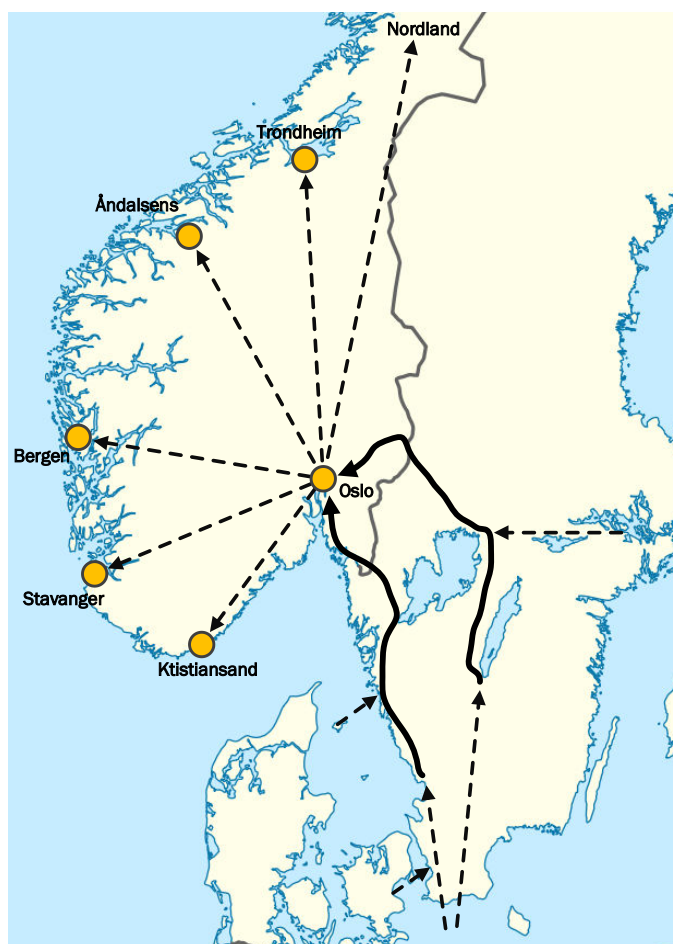 Nordland
Trondheim
Åndalsens
Bergen
Oslo
Stavanger
Ktistiansand